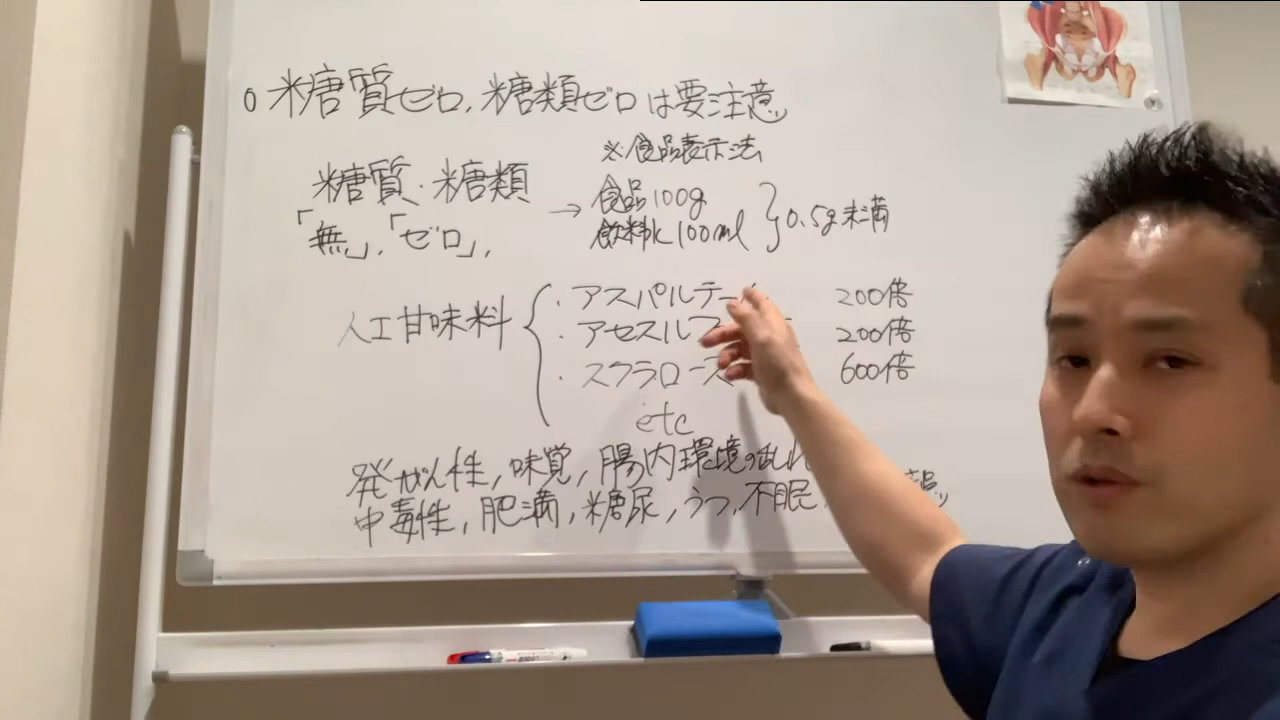 ○ 糖質ゼロ,糖類ゼロは要注意
※食品表示法
糖質・糖類
「無」,「ゼロ」,
→ 食品100g
飲料水100ml
}0.5g未満
人工甘味料
・アスパルテー 200倍
・アセスルフ 200倍
・スクラロース 600倍
etc
発がん性,味覚,腸内環境の乱れ
中毒性,肥満,糖尿,うつ,不眠